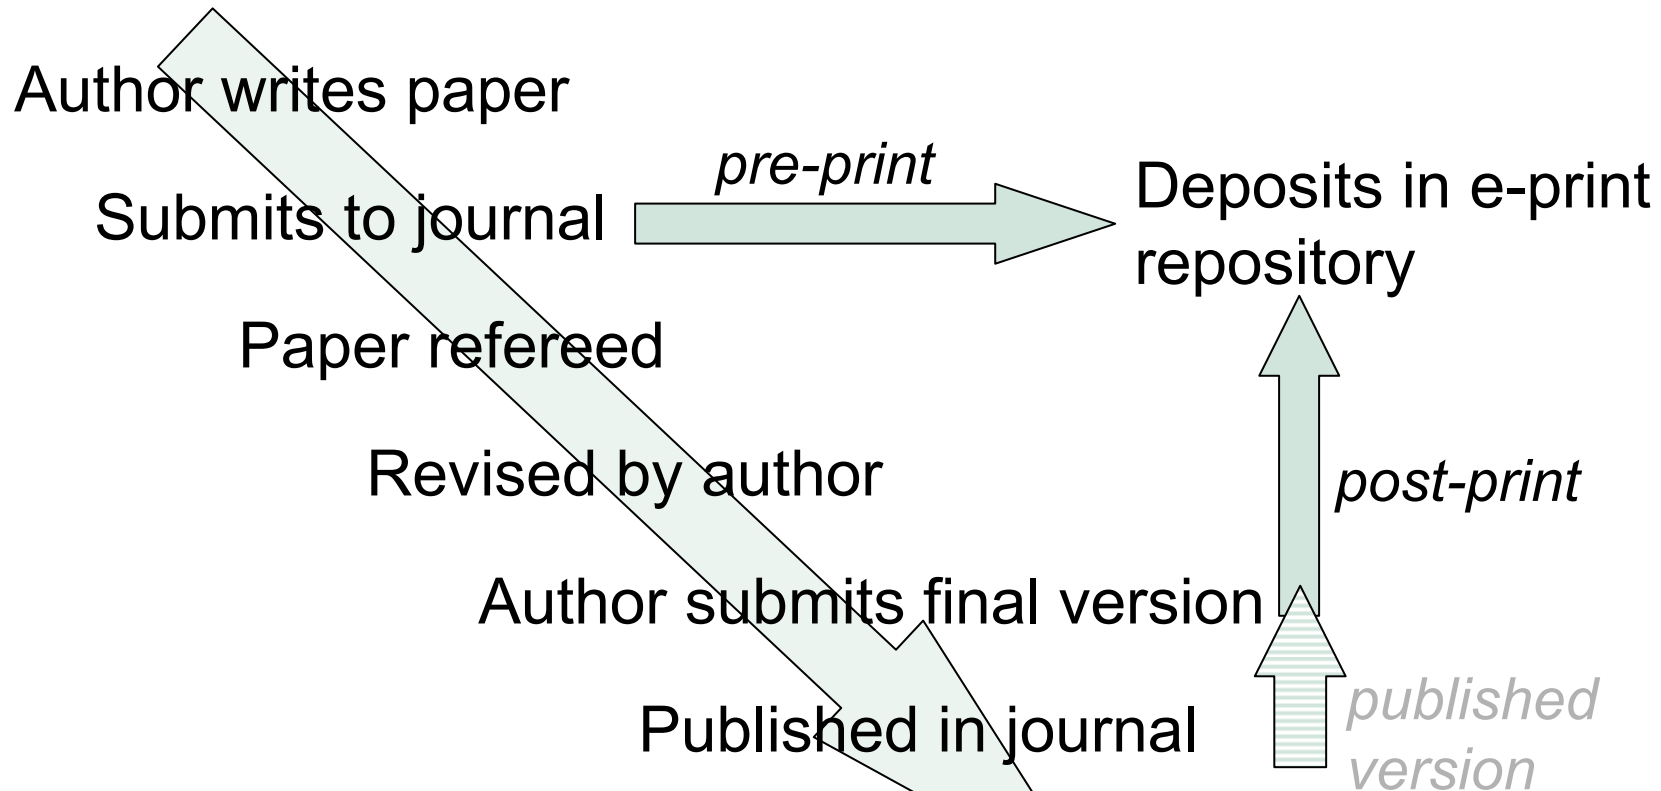 Author writes paper
pre-print
Submits to journal
Deposits in e-print
repository
Paper refereed
Revised by author
post-print
Author submits final version
Published in journal
published
version